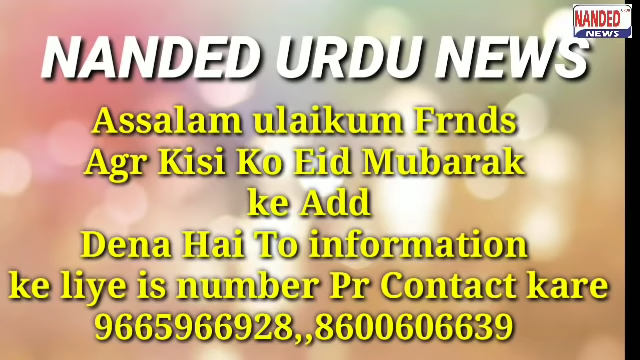 NANDED
NEWS
NANDED URDU NEWS
Assalam ulaikum Frnds
Agr Kisi Ko Eid Mubarak
ke Add
Dena Hai To information
ke liye is number Pr Contact kare
9665966928,,8600606639